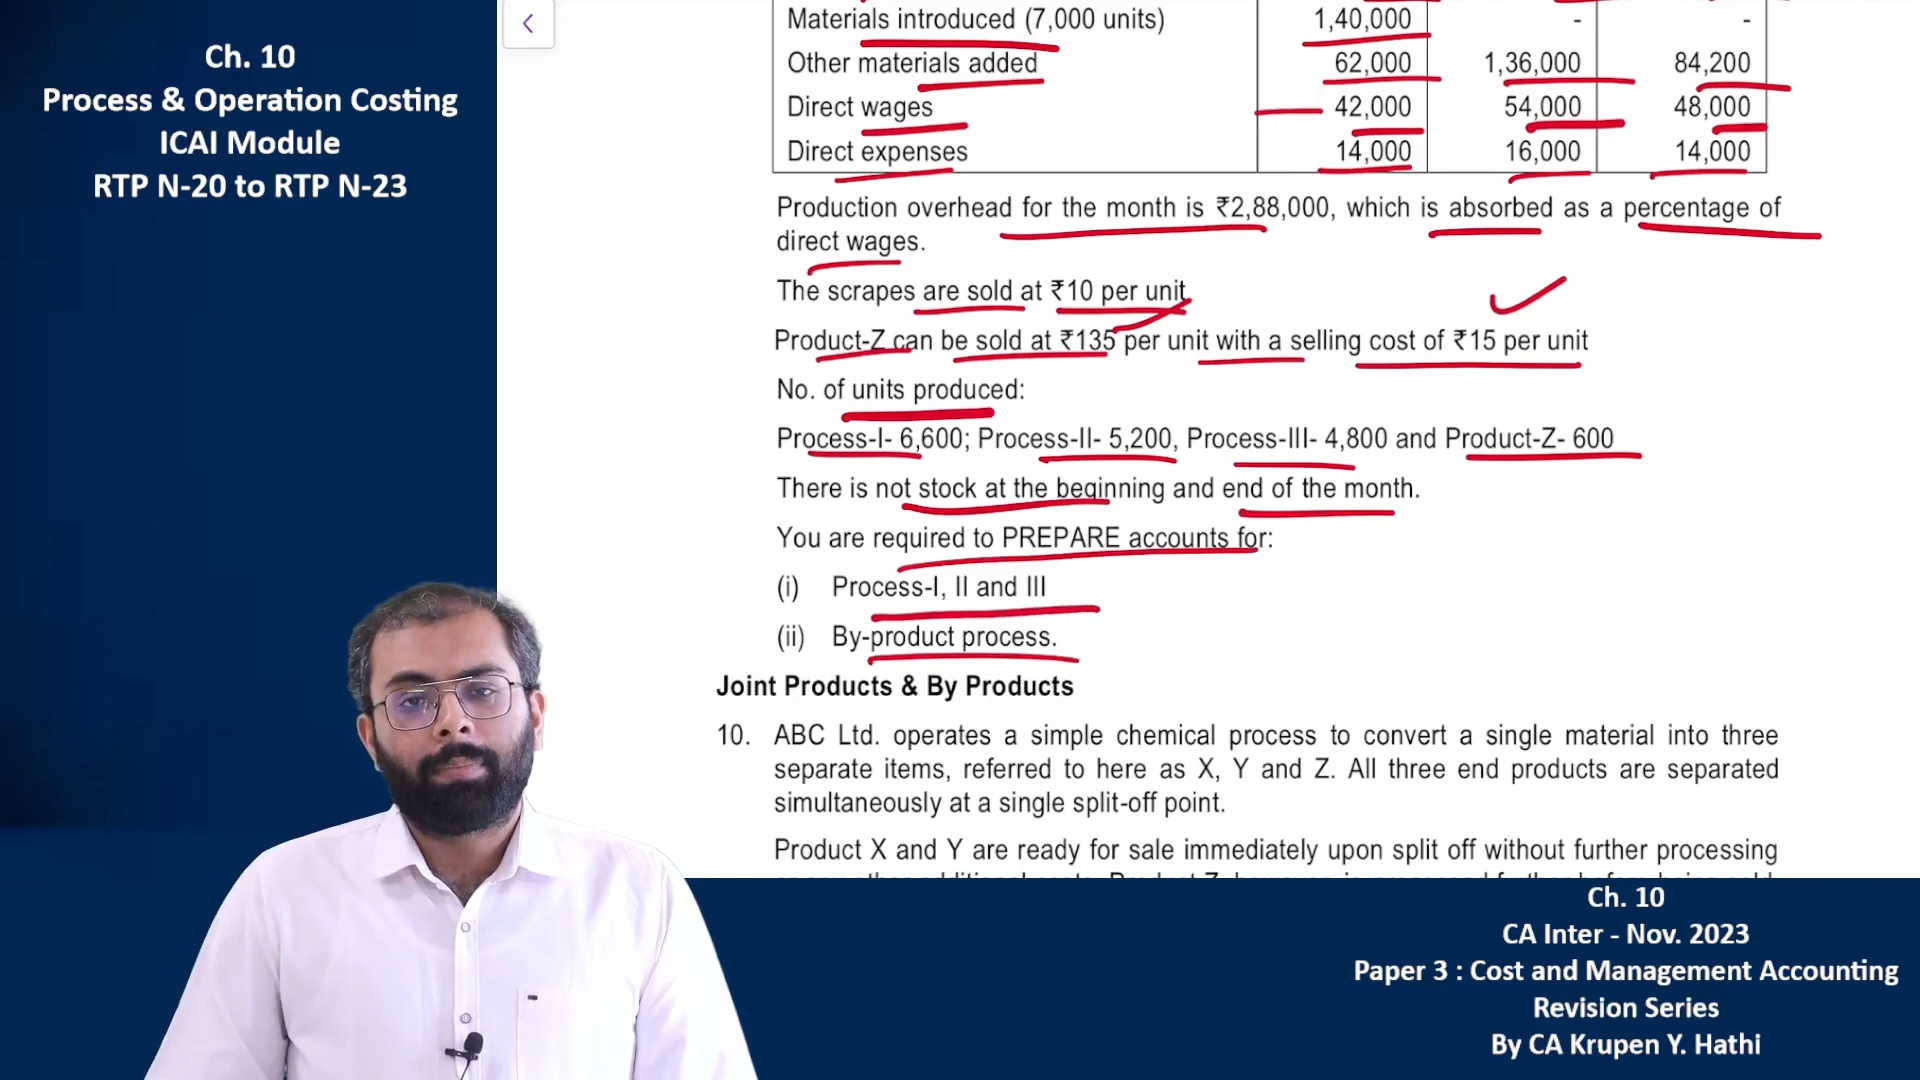 Ch. 10
Process & Operation Costing
ICAI Module
RTP N-20 to RTP N-23
Materials introduced (7,000 units) 1,40,000 - -
Other materials added 62,000 1,36,000 84,200
Direct wages 42,000 54,000 48,000
Direct expenses 14,000 16,000 14,000
Production overhead for the month is ₹2,88,000, which is absorbed as a percentage of
direct wages.
The scrapes are sold at ₹10 per unit
Product-Z can be sold at ₹135 per unit with a selling cost of ₹15 per unit
No. of units produced:
Process-I- 6,600; Process-II- 5,200, Process-III- 4,800 and Product-Z- 600
There is not stock at the beginning and end of the month.
You are required to PREPARE accounts for:
(i) Process-I, II and III
(ii) By-product process.
Joint Products & By Products
10. ABC Ltd. operates a simple chemical process to convert a single material into three
separate items, referred to here as X, Y and Z. All three end products are separated
simultaneously at a single split-off point.
Product X and Y are ready for sale immediately upon split off without further processing
Ch. 10
CA Inter - Nov. 2023
Paper 3 : Cost and Management Accounting
Revision Series
By CA Krupen Y. Hathi